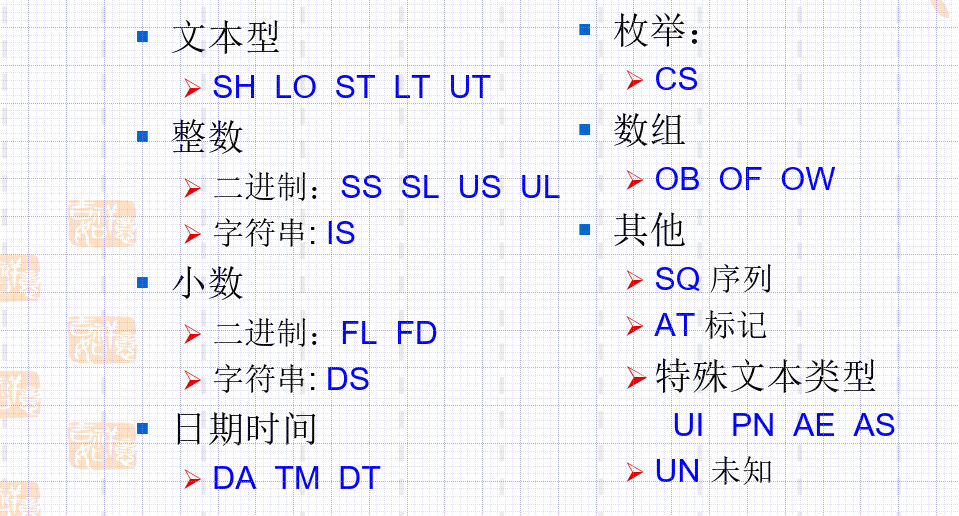 文本型
SH LO ST LT UT
整数
二进制：SS SL US UL
字符串: IS
小数
二进制：FL FD
字符串: DS
日期时间
DA TM DT
枚举：
CS
数组
OB OF OW
其他
SQ 序列
AT 标记
特殊文本类型
UI PN AE AS
UN 未知